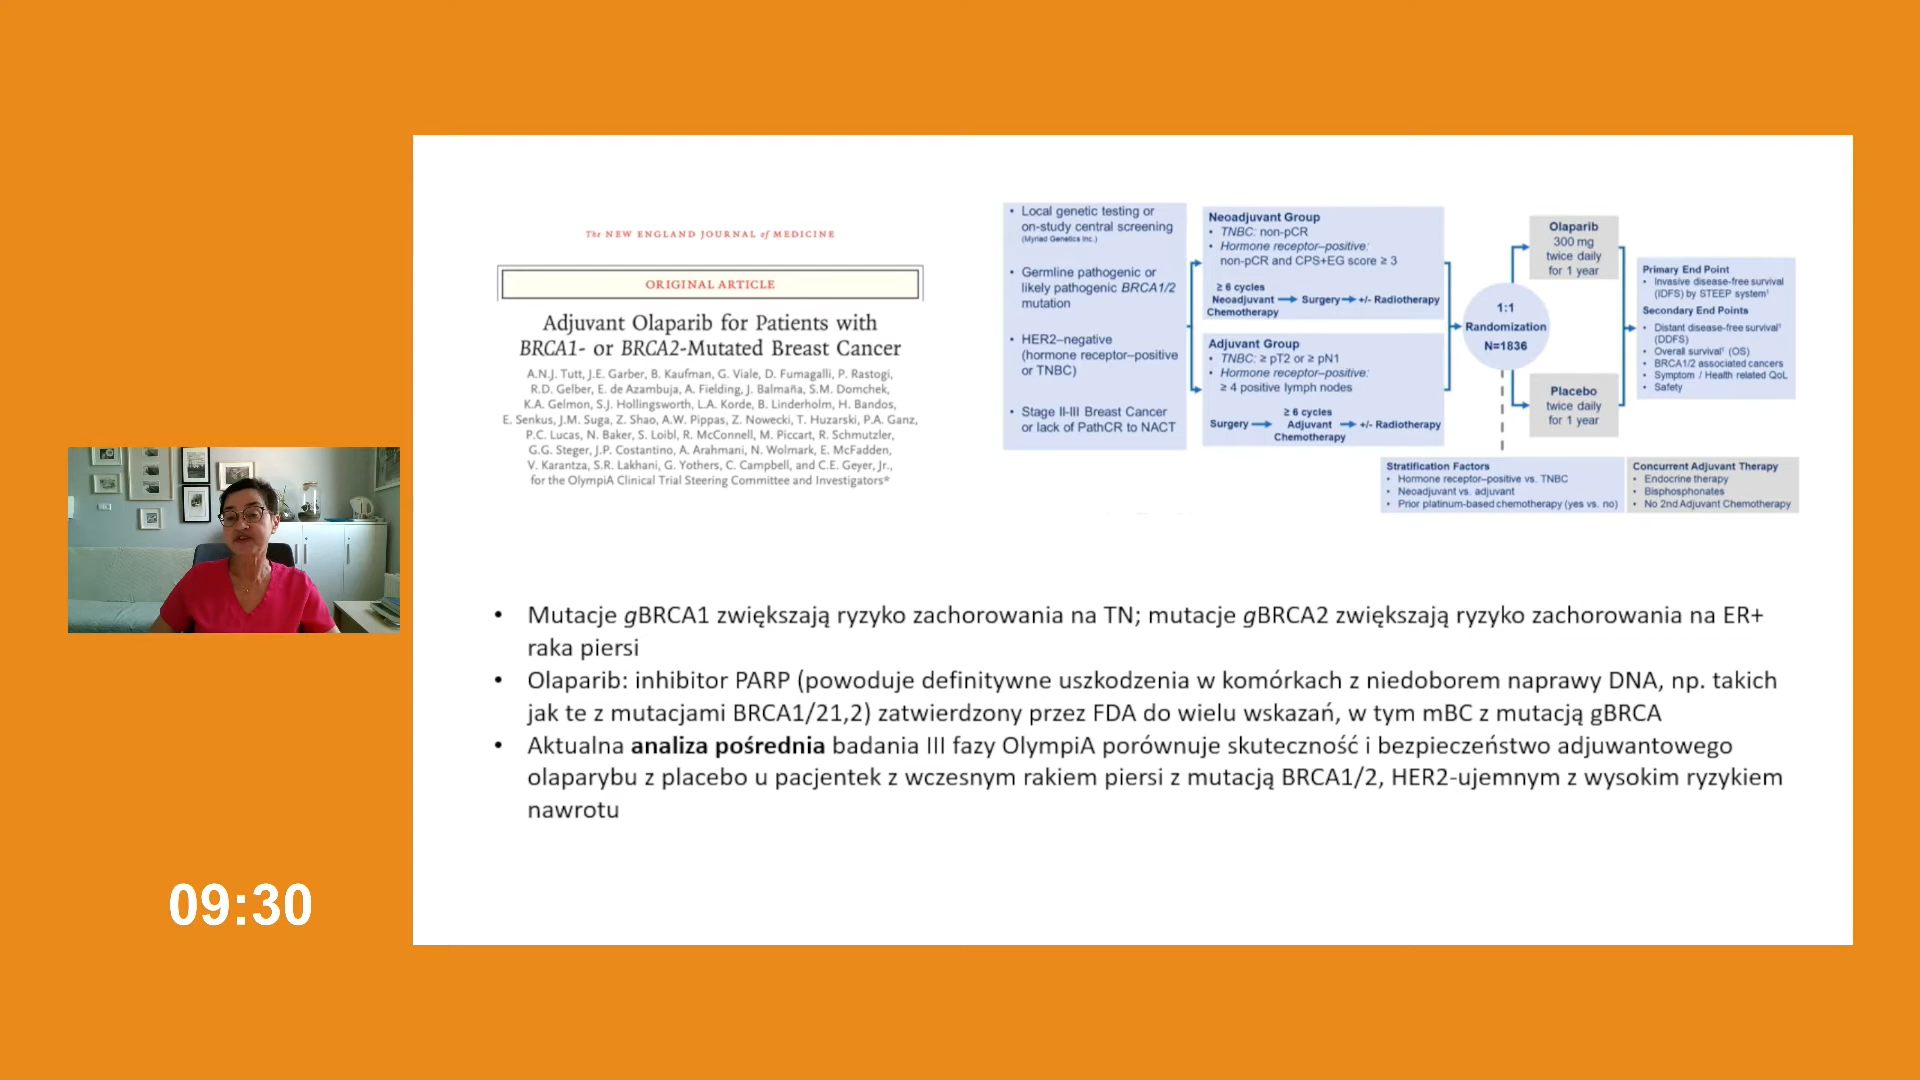 The NEW ENGLAND JOURNAL of MEDICINE
ORIGINAL ARTICLE
Adjuvant Olaparib for Patients with
BRCA1- or BRCA2-Mutated Breast Cancer
A.N.J. Tutt, J.E. Garber, B. Kaufman, G. Viale, D. Fumagalli, P. Rastogi,
R.D. Gelber, E. de Azambuja, A. Fielding, J. Balmaña, S.M. Domchek,
K.A. Gelmon, S.J. Hollingsworth, L.A. Korde, B. Linderholm, H. Bandos,
E. Senkus, J.M. Suga, Z. Shao, A.W. Pippas, Z. Nowecki, T. Huzarski, P.A. Ganz,
P.C. Lucas, N. Baker, S. Loibl, R. McConnell, M. Piccart, R. Schmutzler,
G.G. Steger, J.P. Costantino, A. Arahmani, N. Wolmark, E. McFadden,
V. Karantza, S.R. Lakhani, G. Yothers, C. Campbell, and C.E. Geyer, Jr.,
for the OlympiA Clinical Trial Steering Committee and Investigators*
• Local genetic testing or
on-study central screening
(Myriad Genetics Inc.)
• Germline pathogenic or
likely pathogenic BRCA1/2
mutation
• HER2–negative
(hormone receptor–positive
or TNBC)
• Stage II-III Breast Cancer
or lack of PathCR to NACT
Neoadjuvant Group
• TNBC: non-pCR
• Hormone receptor–positive:
non-pCR and CPS+EG score ≥ 3
≥ 6 cycles
Neoadjuvant Surgery +/- Radiotherapy
Chemotherapy
Adjuvant Group
• TNBC: ≥ pT2 or ≥ pN1
• Hormone receptor–positive:
≥ 4 positive lymph nodes
≥ 6 cycles
Surgery Adjuvant +/- Radiotherapy
Chemotherapy
1:1
Randomization
N=1836
Olaparib
300 mg
twice daily
for 1 year
Placebo
twice daily
for 1 year
Primary End Point
• Invasive disease-free survival
(IDFS) by STEEP system¹
Secondary End Points
• Distant disease-free survival¹
(DDFS)
• Overall survival¹ (OS)
• BRCA1/2 associated cancers
• Symptom / Health related QoL
• Safety
Stratification Factors
• Hormone receptor–positive vs. TNBC
• Neoadjuvant vs. adjuvant
• Prior platinum-based chemotherapy (yes vs. no)
Concurrent Adjuvant Therapy
• Endocrine therapy
• Bisphosphonates
• No 2nd Adjuvant Chemotherapy
• Mutacje gBRCA1 zwiększają ryzyko zachorowania na TN; mutacje gBRCA2 zwiększają ryzyko zachorowania na ER+
raka piersi
• Olaparib: inhibitor PARP (powoduje definitywne uszkodzenia w komórkach z niedoborem naprawy DNA, np. takich
jak te z mutacjami BRCA1/21,2) zatwierdzony przez FDA do wielu wskazań, w tym mBC z mutacją gBRCA
• Aktualna analiza pośrednia badania III fazy OlympiA porównuje skuteczność i bezpieczeństwo adjuwantowego
olaparybu z placebo u pacjentek z wczesnym rakiem piersi z mutacją BRCA1/2, HER2-ujemnym z wysokim ryzykiem
nawrotu
09:30